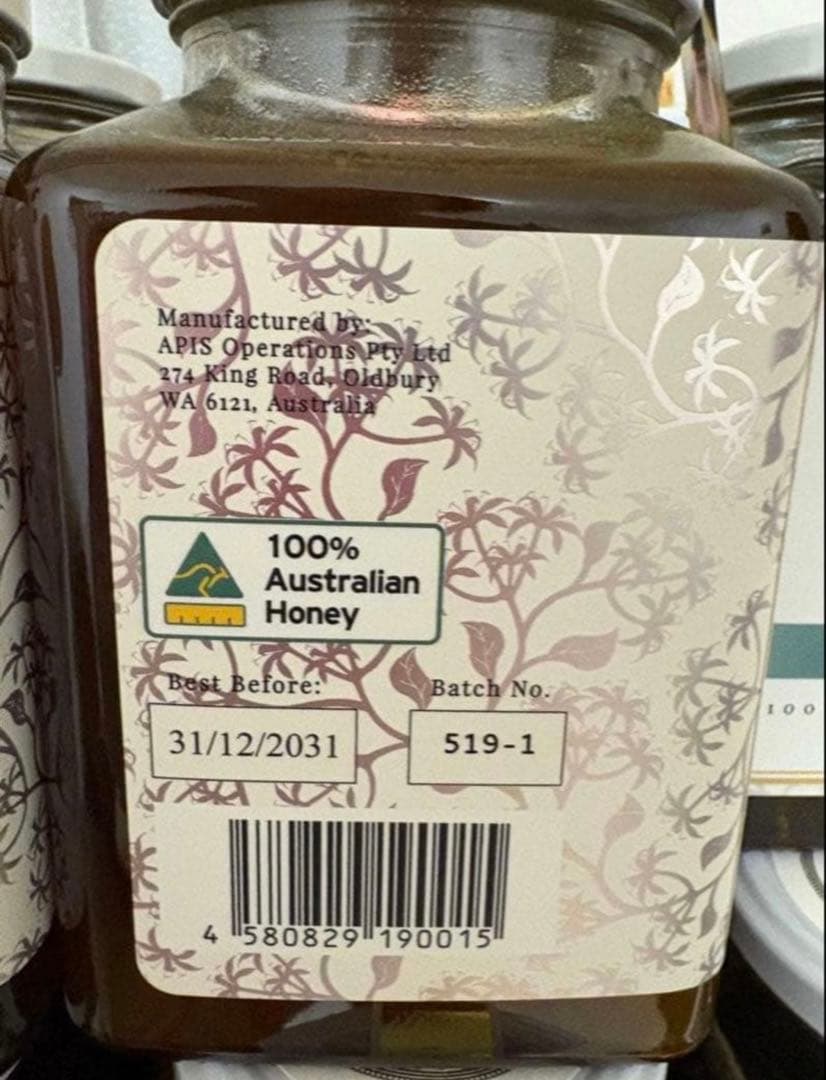 Manufactured by:
APIS Operations Pty Ltd
274 King Road, Oldbury
WA 6121, Australia
100%
Australian
Honey
Best Before:
Batch No.
31/12/2031
519-1
4 580829 190015
100